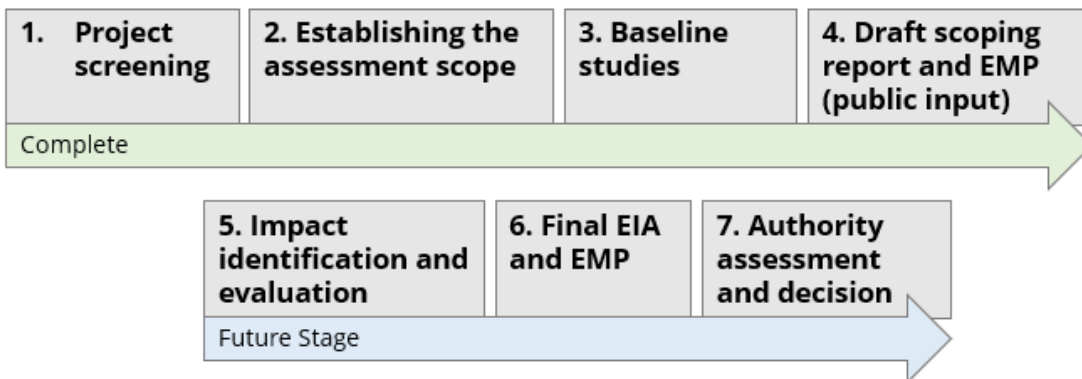 1. Project
screening
2. Establishing the
assessment scope
3. Baseline
studies
4. Draft scoping
report and EMP
(public input)
Complete
5. Impact
identification and
evaluation
6. Final EIA
and EMP
7. Authority
assessment
and decision
Future Stage